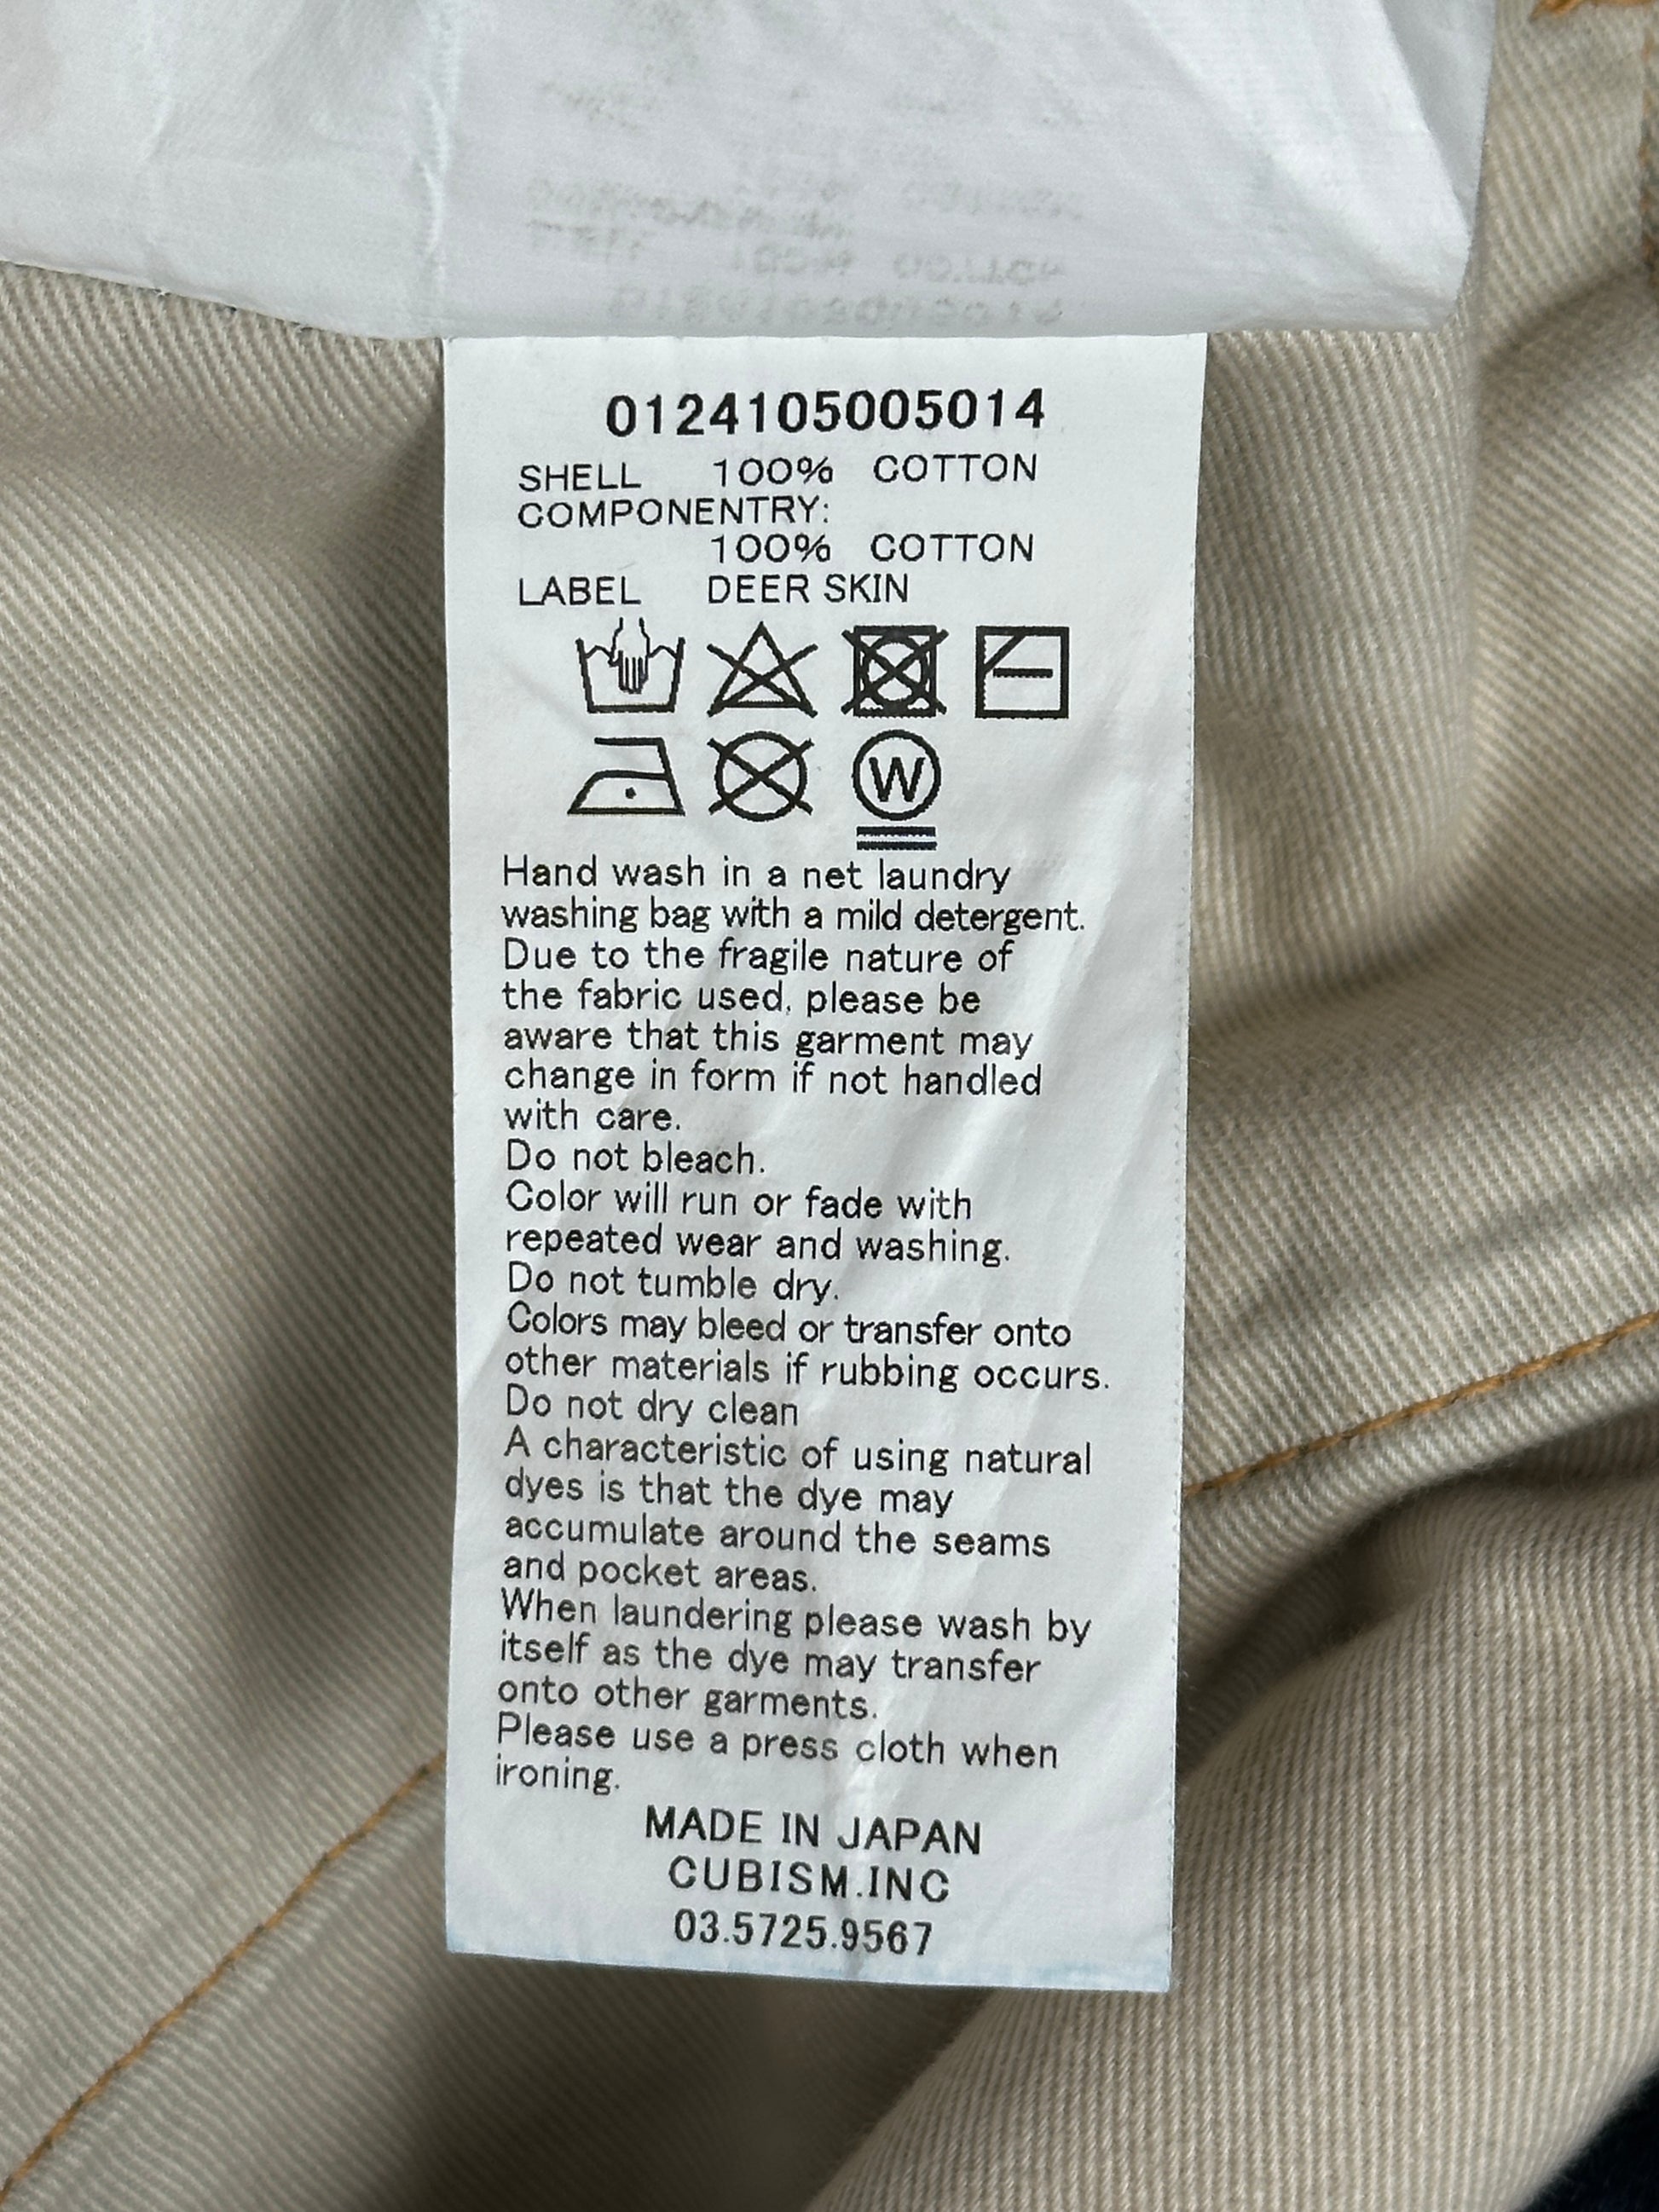 0124105005014
SHELL 100% COTTON
COMPONENTRY:
100% COTTON
LABEL DEER SKIN
W
Hand wash in a net laundry
washing bag with a mild detergent.
Due to the fragile nature of
the fabric used, please be
aware that this garment may
change in form if not handled
with care.
Do not bleach.
Color will run or fade with
repeated wear and washing.
Do not tumble dry.
Colors may bleed or transfer onto
other materials if rubbing occurs.
Do not dry clean
A characteristic of using natural
dyes is that the dye may
accumulate around the seams
and pocket areas.
When laundering please wash by
itself as the dye may transfer
onto other garments.
Please use a press cloth when
ironing.
MADE IN JAPAN
CUBISM.INC
03.5725.9567